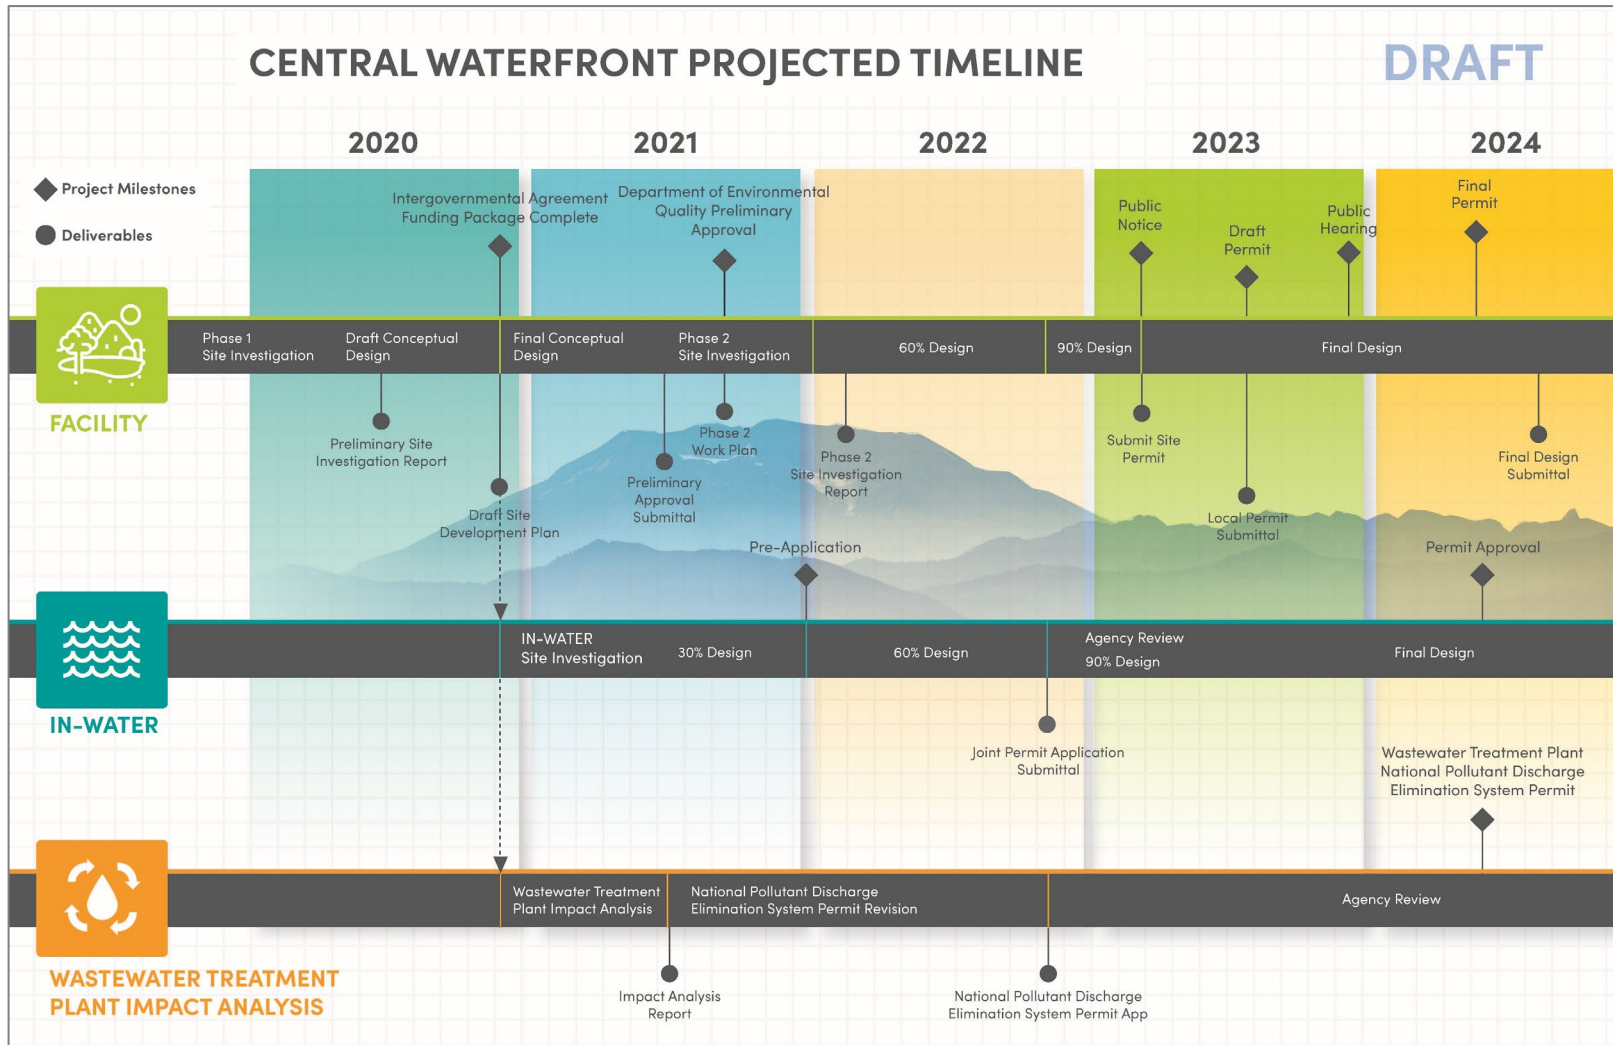 CENTRAL WATERFRONT PROJECTED TIMELINE
DRAFT
2020
2021
2022
2023
2024
Project Milestones
Deliverables
Intergovernmental Agreement
Funding Package Complete
Department of Environmental
Quality Preliminary
Approval
Public
Notice
Draft
Permit
Public
Hearing
Final
Permit
FACILITY
Phase 1
Site Investigation
Draft Conceptual
Design
Final Conceptual
Design
Phase 2
Site Investigation
60% Design
90% Design
Final Design
Preliminary Site
Investigation Report
Draft Site
Development Plan
Preliminary
Approval
Submittal
Phase 2
Work Plan
Phase 2
Site Investigation
Report
Submit Site
Permit
Local Permit
Submittal
Final Design
Submittal
Pre-Application
Permit Approval
IN-WATER
IN-WATER
Site Investigation
30% Design
60% Design
Agency Review
90% Design
Final Design
Joint Permit Application
Submittal
Wastewater Treatment Plant
National Pollutant Discharge
Elimination System Permit
WASTEWATER TREATMENT
PLANT IMPACT ANALYSIS
Wastewater Treatment
Plant Impact Analysis
National Pollutant Discharge
Elimination System Permit Revision
Agency Review
Impact Analysis
Report
National Pollutant Discharge
Elimination System Permit App